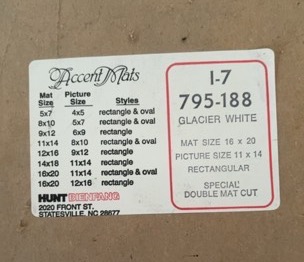 Accent Mats
Mat Size Picture Size Styles
5x7 4x5 rectangle & oval
8x10 5x7 rectangle & oval
9x12 6x9 rectangle
11x14 8x10 rectangle & oval
12x16 9x12 rectangle
14x18 11x14 rectangle
16x20 11x14 rectangle & oval
16x20 12x16 rectangle
HUNT BIENFANG
2020 FRONT ST.
STATESVILLE, NC 28677
I-7
795-188
GLACIER WHITE
MAT SIZE 16 x 20
PICTURE SIZE 11 x 14
RECTANGULAR
SPECIAL
DOUBLE MAT CUT